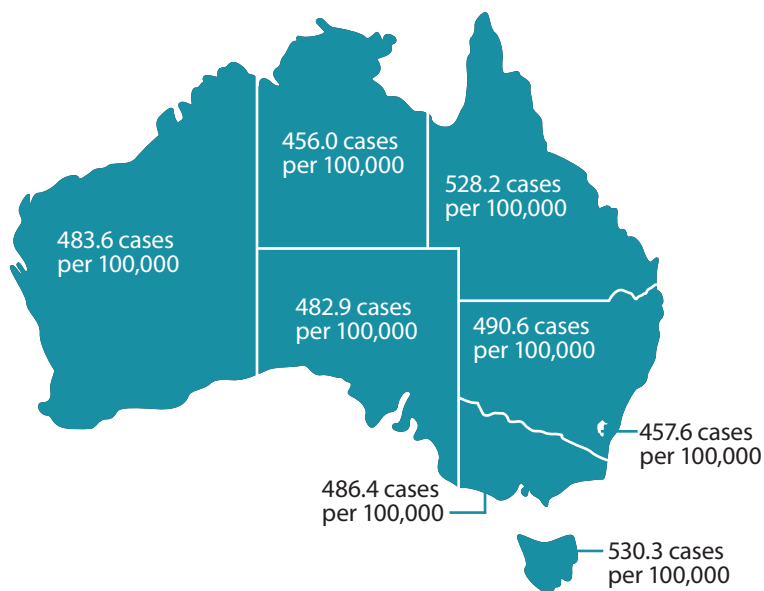 456.0 cases
per 100,000
528.2 cases
per 100,000
483.6 cases
per 100,000
482.9 cases
per 100,000
490.6 cases
per 100,000
457.6 cases
per 100,000
486.4 cases
per 100,000
530.3 cases
per 100,000